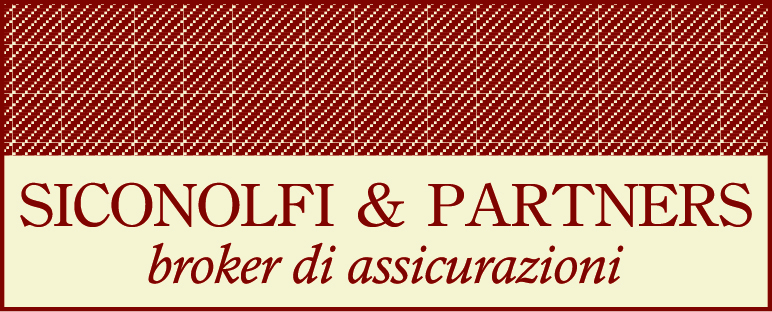 SICONOLFI & PARTNERS
broker di assicurazioni